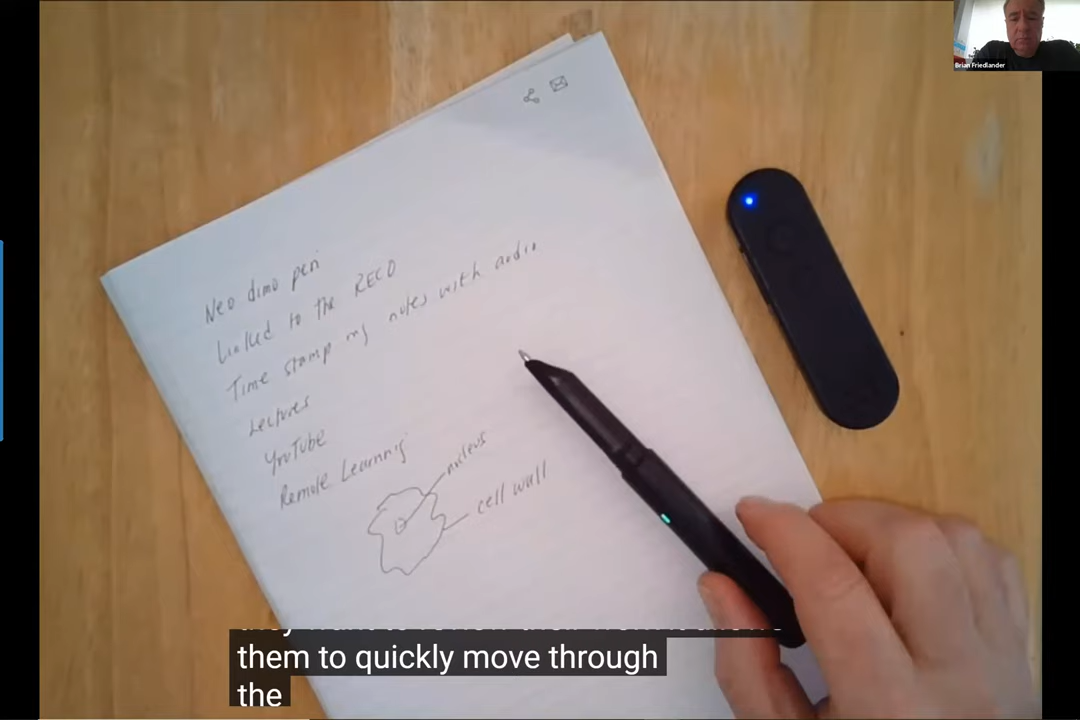 Brian Friedlander
Neo dimo pen
Linked to the RECO
Time stamp my notes with audio
Lectures
YouTube
Remote Learning
nucleus
cell wall
them to quickly move through
the